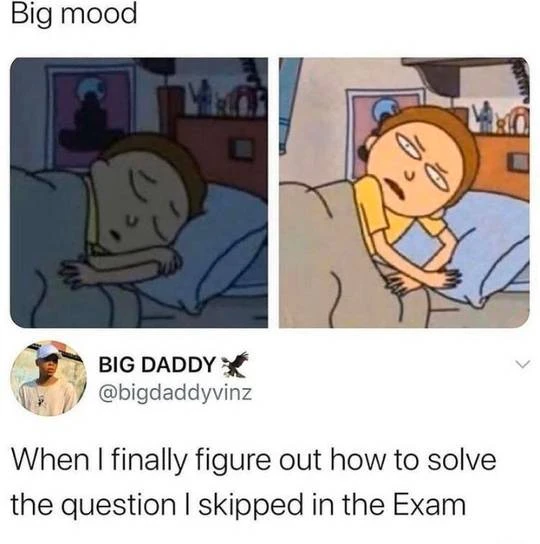 Big mood
BIG DADDY
@bigdaddyvinz
When I finally figure out how to solve
the question I skipped in the Exam